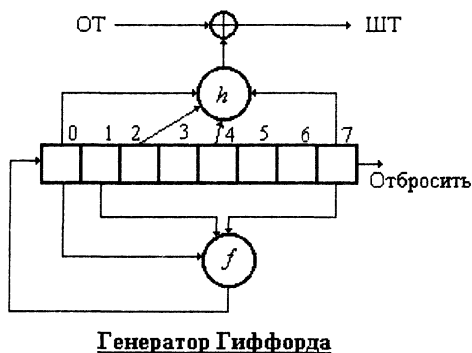 ОТ ШТ
h
0 1 2 3 4 5 6 7
Отбросить
f
Генератор Гиффорда